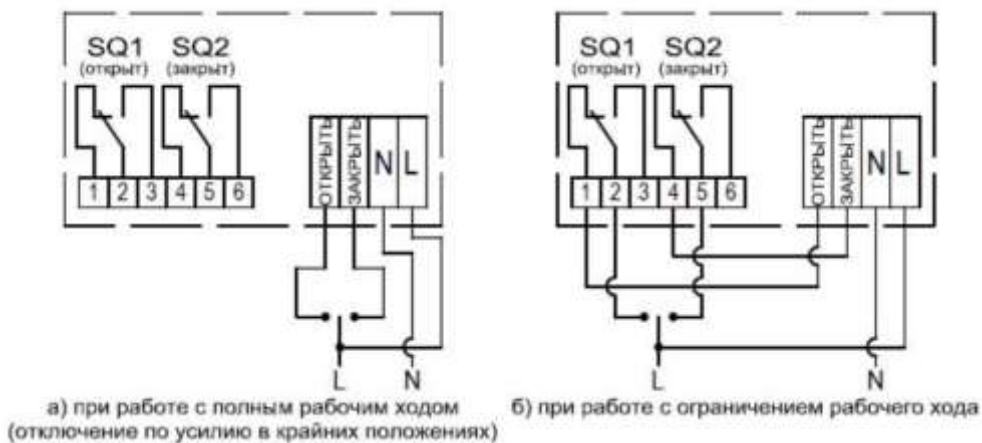 SQ1 SQ2
(открыт) (закрыт)
1 2 3 4 5 6
ОТКРЫТЬ
ЗАКРЫТЬ
N L
L N
а) при работе с полным рабочим ходом
(отключение по усилию в крайних положениях)
SQ1 SQ2
(открыт) (закрыт)
1 2 3 4 5 6
ОТКРЫТЬ
ЗАКРЫТЬ
N L
L N
б) при работе с ограничением рабочего хода